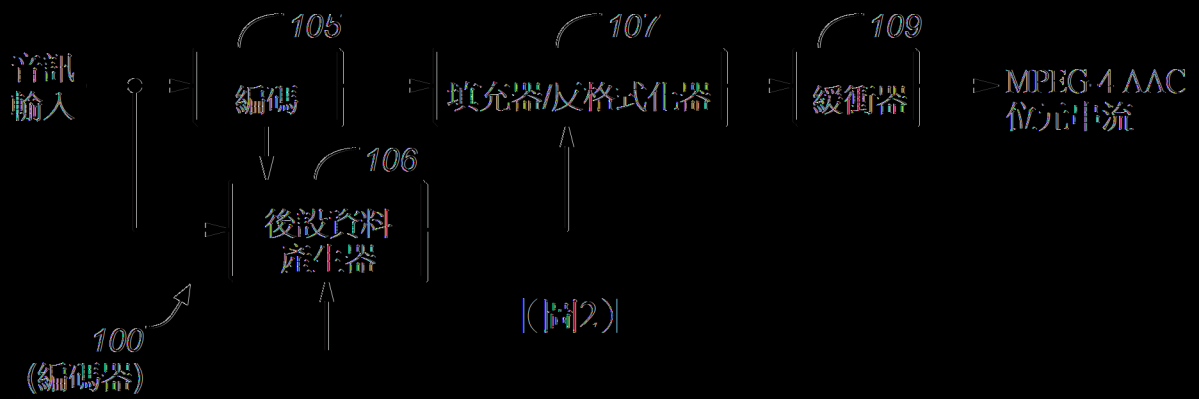 105
107
109
音訊
輸入
編碼
填充器/反格式化器
緩衝器
MPEG-4 AAC
位元串流
106
後設資料
產生器
(圖2)
100
(編碼器)